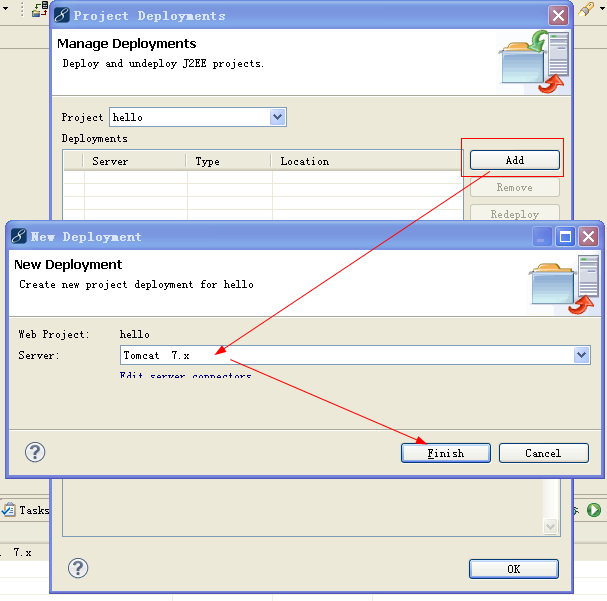 Project Deployments
Manage Deployments
Deploy and undeploy J2EE projects.
Project hello
Deployments
Server Type Location
Add
Remove
Redeploy
New Deployment
New Deployment
Create new project deployment for hello
Web Project: hello
Server: Tomcat 7.x
Edit server connectors
Finish Cancel
Tasks
7.x
OK